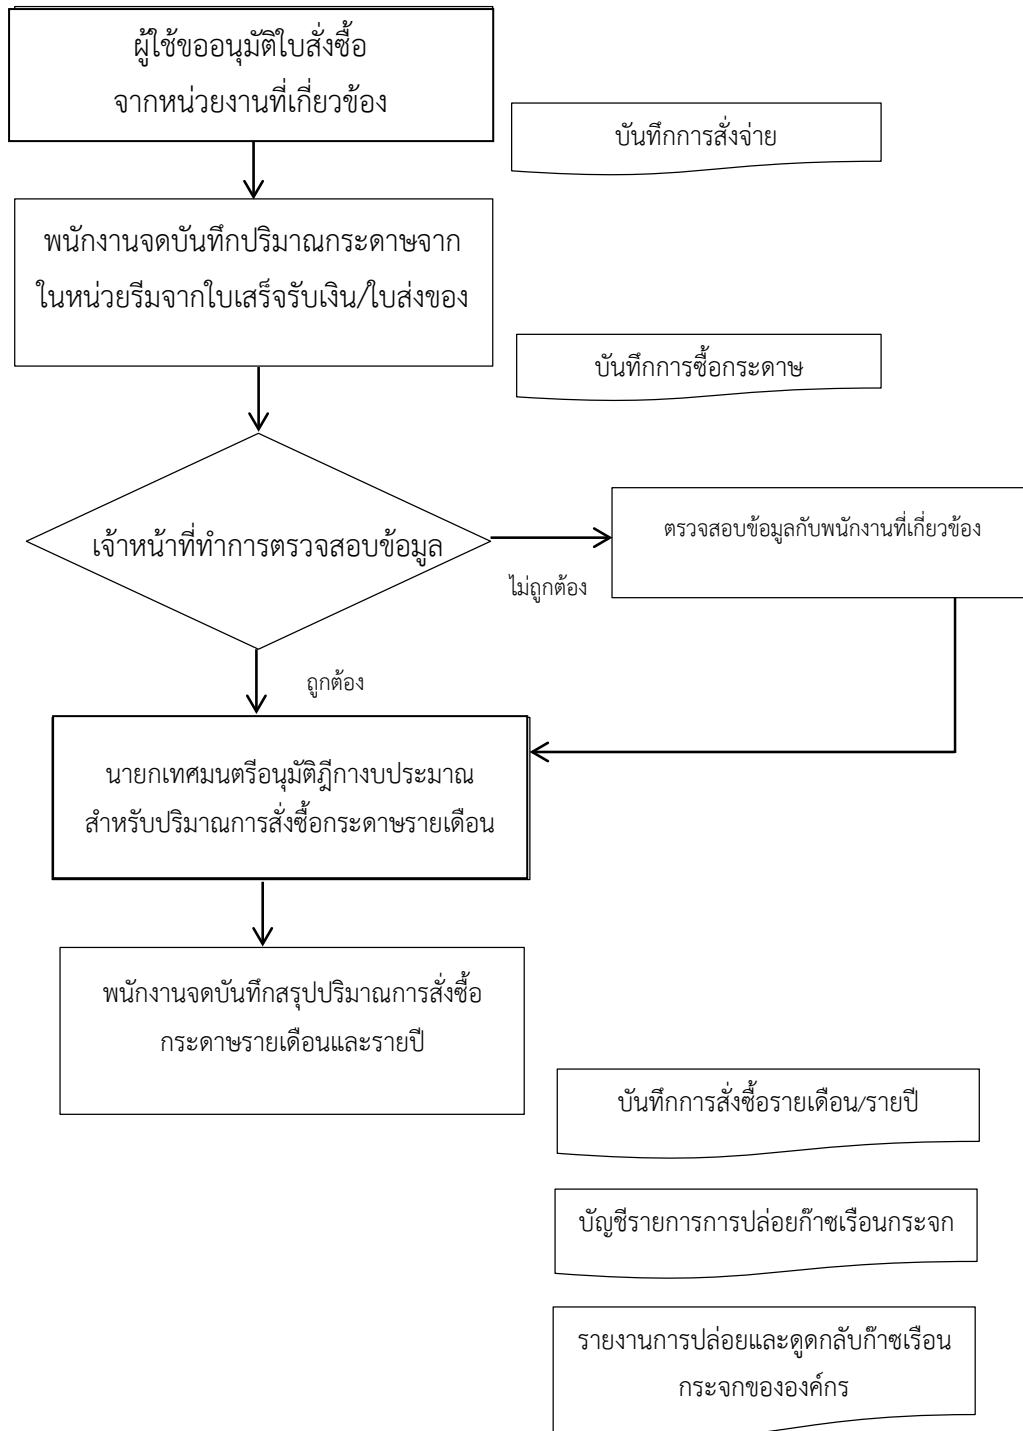 ผู้ใช้ขออนุมัติใบสั่งซื้อ
จากหน่วยงานที่เกี่ยวข้อง
บันทึกการสั่งจ่าย
พนักงานจดบันทึกปริมาณกระดาษจาก
ในหน่วยรีมจากใบเสร็จรับเงิน/ใบส่งของ
บันทึกการซื้อกระดาษ
เจ้าหน้าที่ทำการตรวจสอบข้อมูล
ตรวจสอบข้อมูลกับพนักงานที่เกี่ยวข้อง
ไม่ถูกต้อง
ถูกต้อง
นายกเทศมนตรีอนุมัติฎีกางบประมาณ
สำหรับปริมาณการสั่งซื้อกระดาษรายเดือน
พนักงานจดบันทึกสรุปปริมาณการสั่งซื้อ
กระดาษรายเดือนและรายปี
บันทึกการสั่งซื้อรายเดือน/รายปี
บัญชีรายการการปล่อยก๊าซเรือนกระจก
รายงานการปล่อยและดูดกลับก๊าซเรือน
กระจกขององค์กร